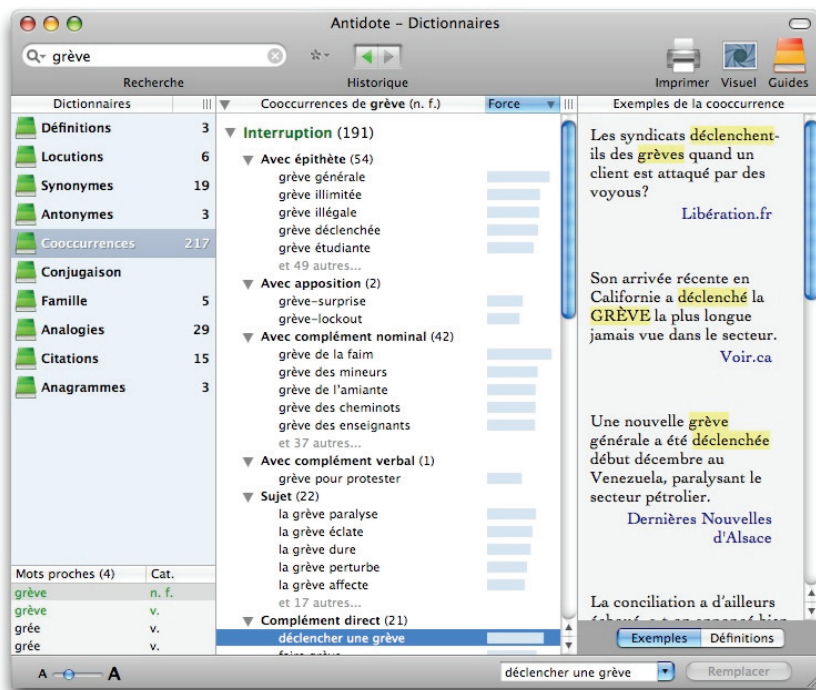 Antidote – Dictionnaires
grève
Recherche
Historique
Imprimer Visuel Guides
Dictionnaires
Définitions 3
Locutions 6
Synonymes 19
Antonymes 3
Cooccurrences 217
Conjugaison
Famille 5
Analogies 29
Citations 15
Anagrammes 3
Mots proches (4) Cat.
grève n. f.
grève v.
grée v.
grée v.
A A
Cooccurrences de grève (n. f.) Force
Interruption (191)
Avec épithète (54)
grève générale
grève illimitée
grève illégale
grève déclenchée
grève étudiante
et 49 autres...
Avec apposition (2)
grève-surprise
grève-lockout
Avec complément nominal (42)
grève de la faim
grève des mineurs
grève de l'amiante
grève des cheminots
grève des enseignants
et 37 autres...
Avec complément verbal (1)
grève pour protester
Sujet (22)
la grève paralyse
la grève éclate
la grève dure
la grève perturbe
la grève affecte
et 17 autres...
Complément direct (21)
déclencher une grève
Exemples de la cooccurrence
Les syndicats déclenchent-
ils des grèves quand un
client est attaqué par des
voyous?
Libération.fr
Son arrivée récente en
Californie a déclenché la
GRÈVE la plus longue
jamais vue dans le secteur.
Voir.ca
Une nouvelle grève
générale a été déclenchée
début décembre au
Venezuela, paralysant le
secteur pétrolier.
Dernières Nouvelles
d'Alsace
La conciliation a d'ailleurs
Exemples Définitions
déclencher une grève Remplacer